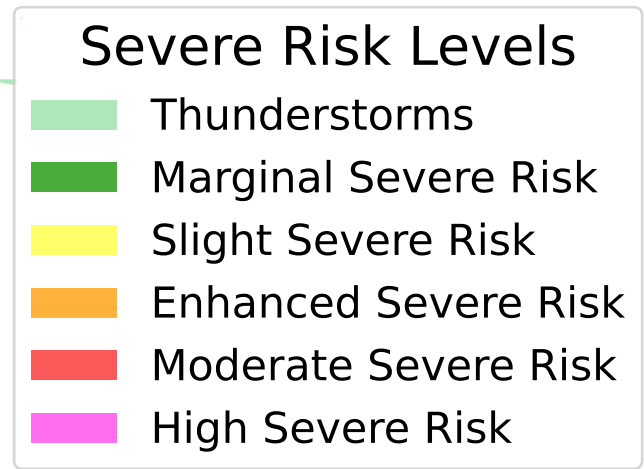 Severe Risk Levels
Thunderstorms
Marginal Severe Risk
Slight Severe Risk
Enhanced Severe Risk
Moderate Severe Risk
High Severe Risk